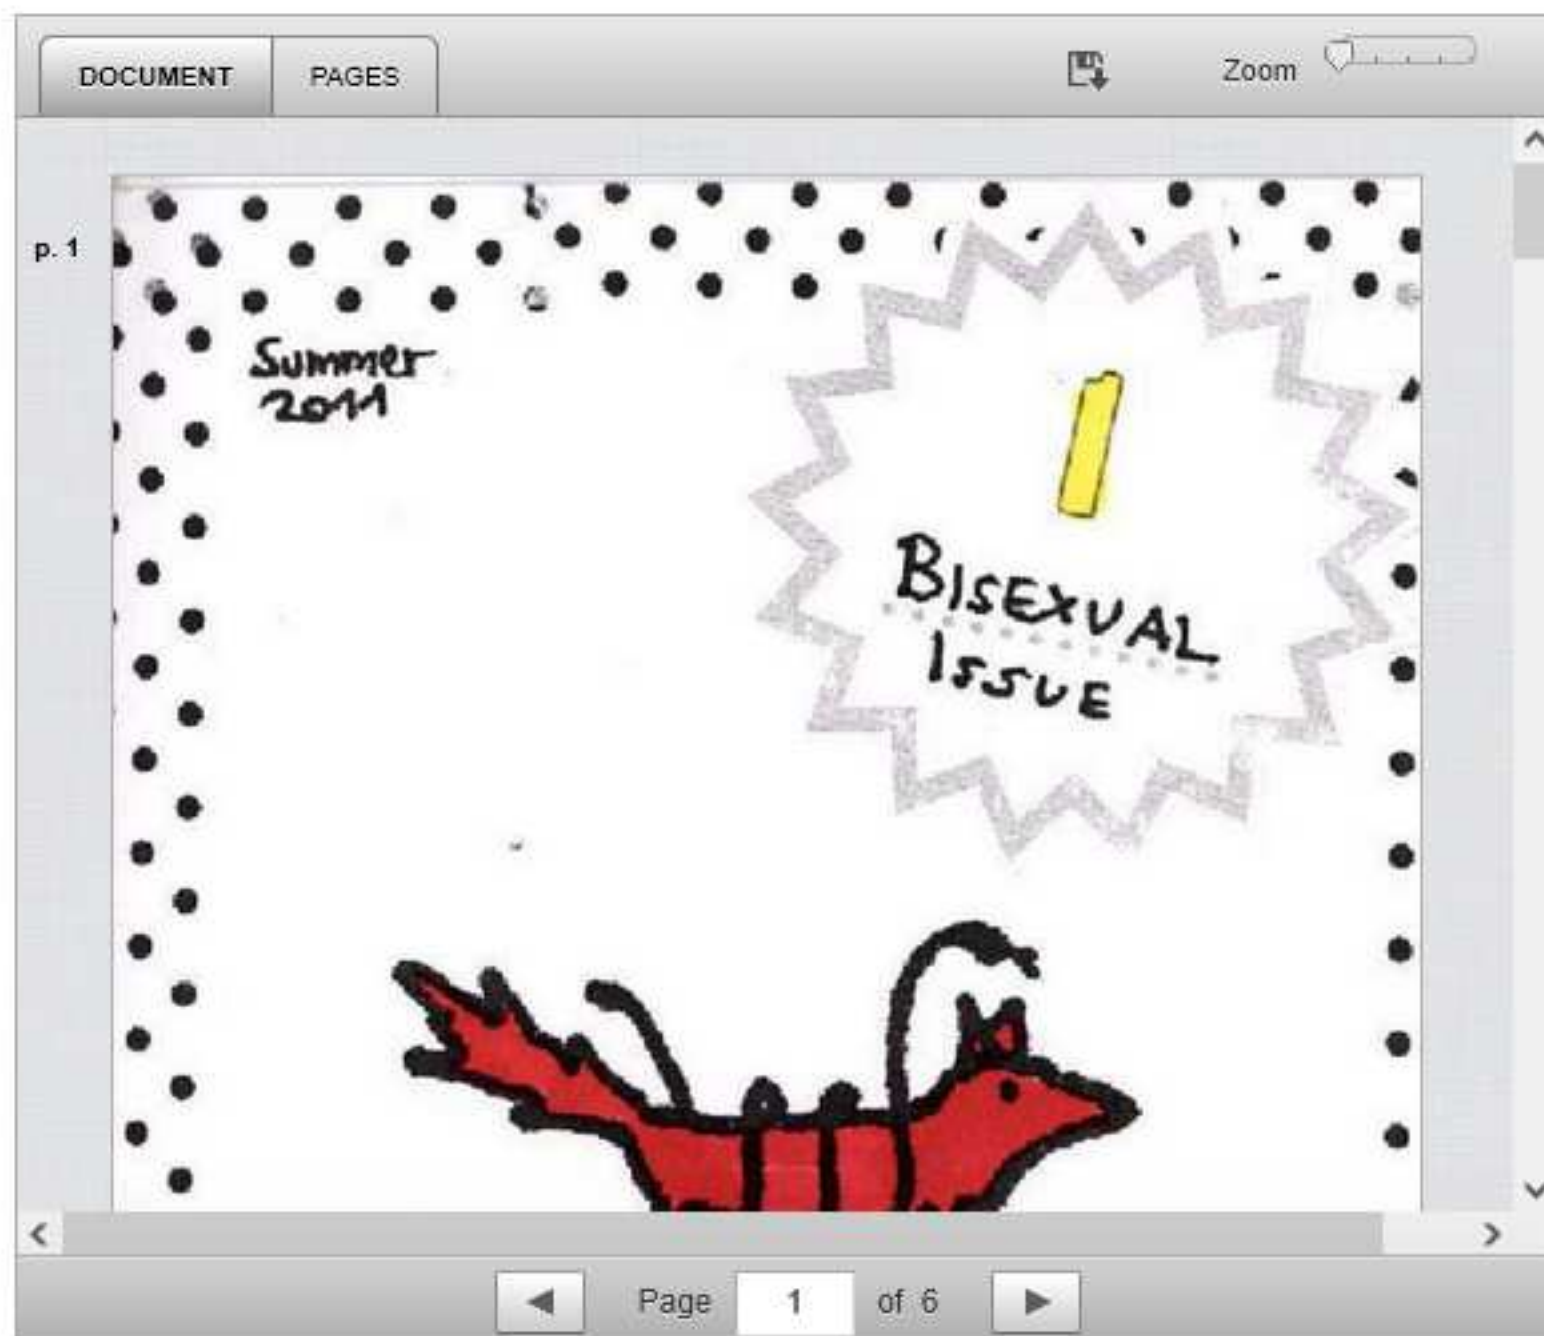 DOCUMENT PAGES Zoom
p. 1
Summer
2011
1
BISEXUAL
ISSUE
Page 1 of 6